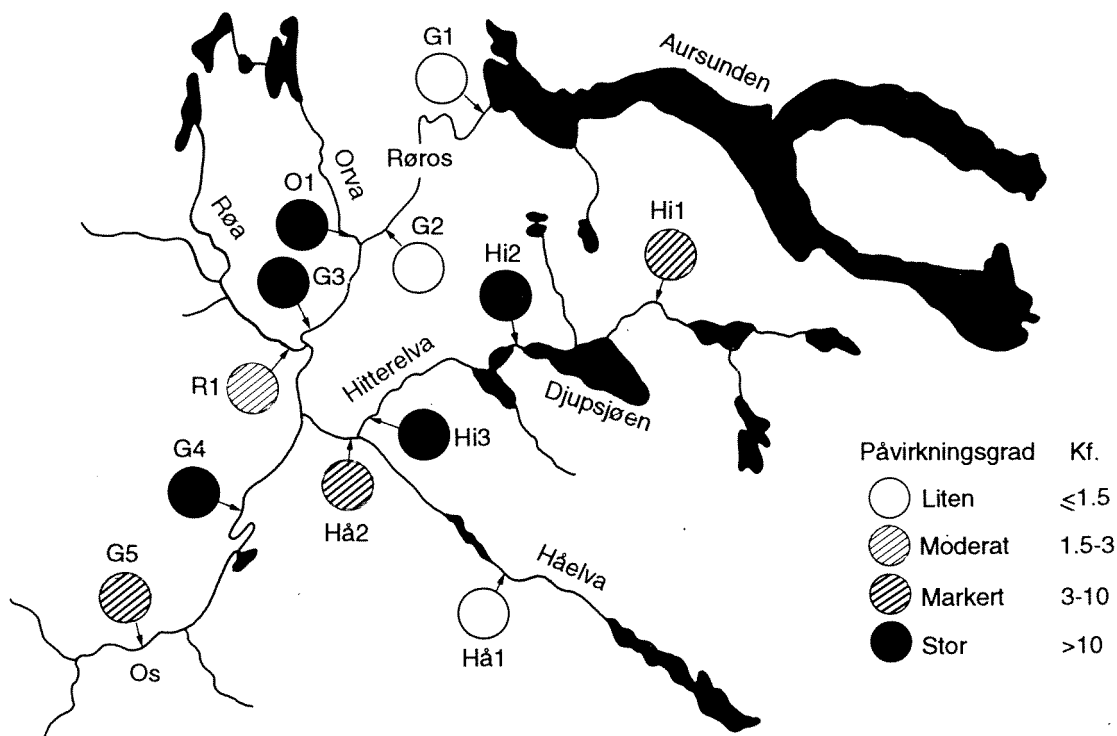 G1
Aursunden
Røros
Orva
O1
Røa
G2
G3
Hi1
Hi2
R1
Hitterelva
Djupsjøen
Hi3
G4
Hå2
G5
Håelva
Hå1
Os
Påvirkningsgrad Kf.
Liten ≤1.5
Moderat 1.5-3
Markert 3-10
Stor >10